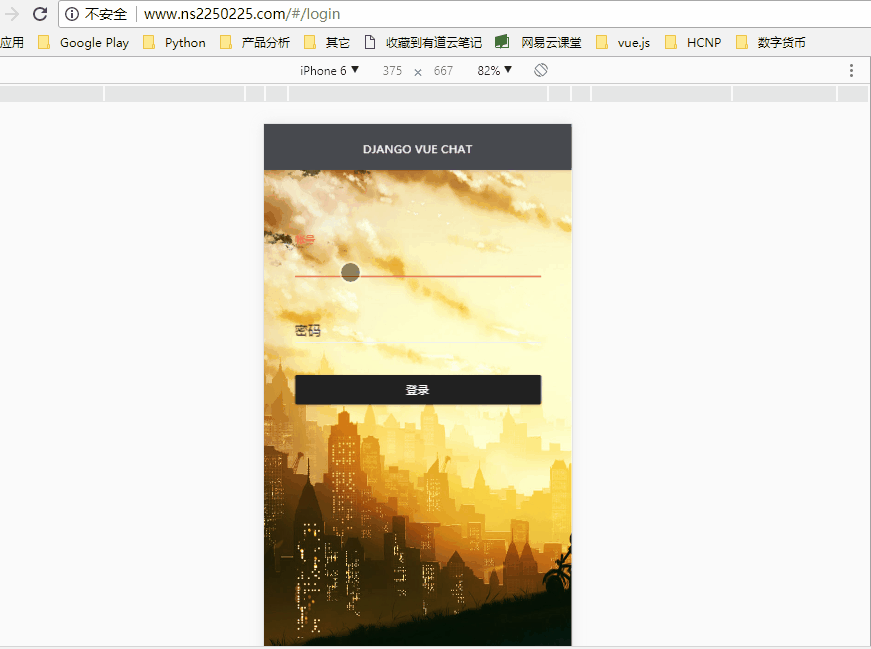 不安全 www.ns2250225.com/#/login
应用 Google Play Python 产品分析 其它 收藏到有道云笔记 网易云课堂 vue.js HCNP 数字货币
iPhone 6 ▼ 375 x 667 82% ▼
DJANGO VUE CHAT
账号
密码
登录